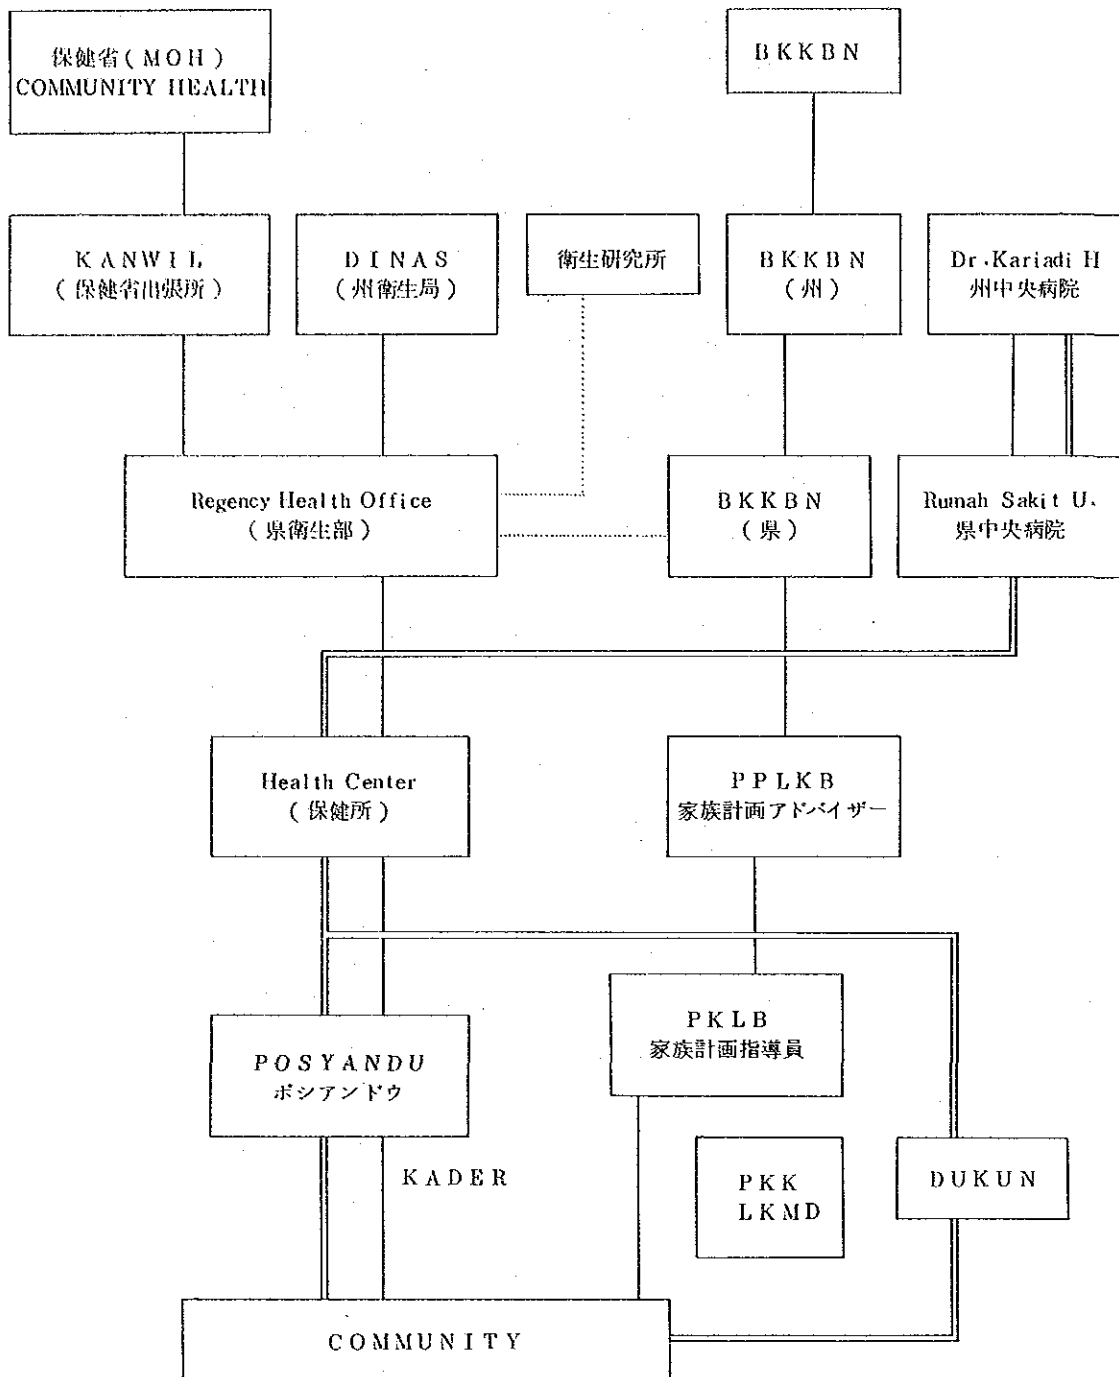 保健省(MOH)
COMMUNITY HEALTH
BKKBN
KANWIL
(保健省出張所)
DINAS
(州衛生局)
衛生研究所
BKKBN
(州)
Dr.Kariadi H
州中央病院
Regency Health Office
(県衛生部)
BKKBN
(県)
Rumah Sakit U.
県中央病院
Health Center
(保健所)
PPLKB
家族計画アドバイザー
PKLB
家族計画指導員
POSYANDU
ポシアンドウ
KADER
PKK
LKMD
DUKUN
COMMUNITY